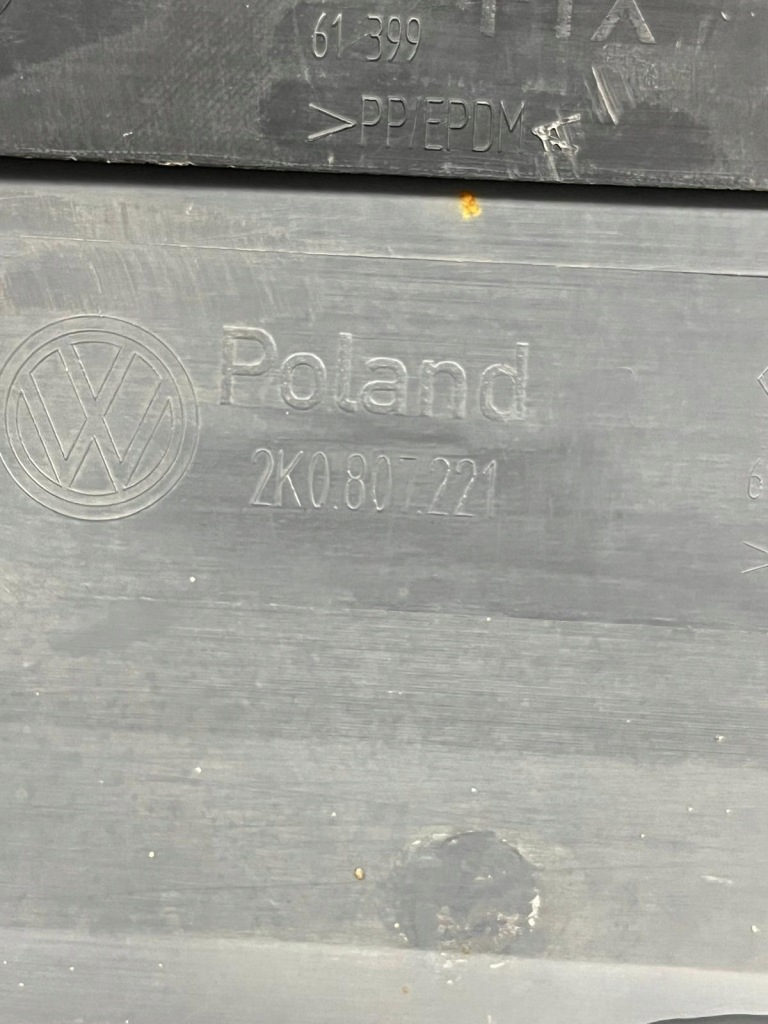 61 399
>PP/EPDM<
Poland
2K0.807.221